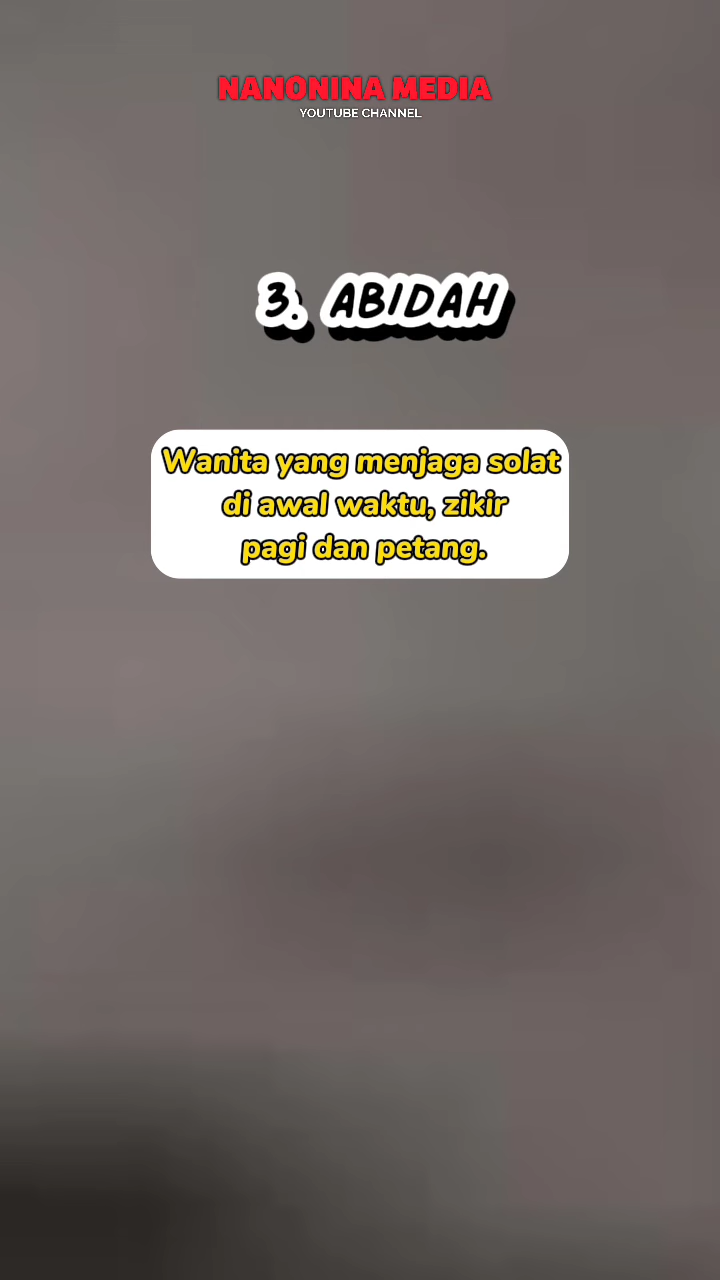 NANONINA MEDIA
YOUTUBE CHANNEL
3. ABIDAH
Wanita yang menjaga solat
di awal waktu, zikir
pagi dan petang.